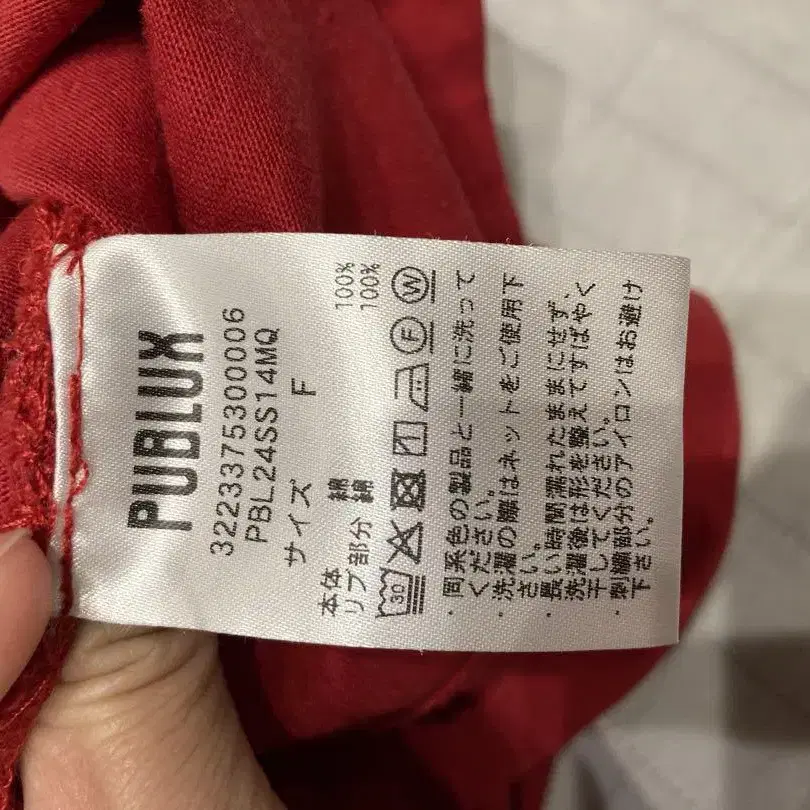 PUBLUX
3223375300006
PBL24SS14MQ
サイズ F
本体 綿 100%
リブ部分 綿 100%
30 W F
・同系色の製品と一緒に洗って
ください。
・洗濯の際はネットをご使用下
さい。
・長い時間濡れたままにせず、
洗濯後は形を整えてすばやく
干してください。
・刺繍部分のアイロンはお避け
下さい。